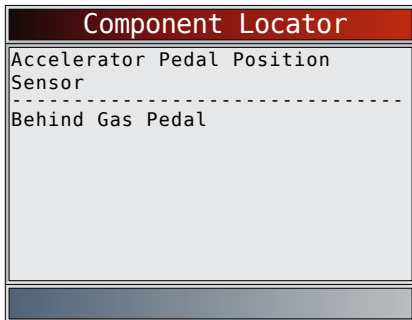 Component Locator
Accelerator Pedal Position
Sensor
--------------------------------
Behind Gas Pedal